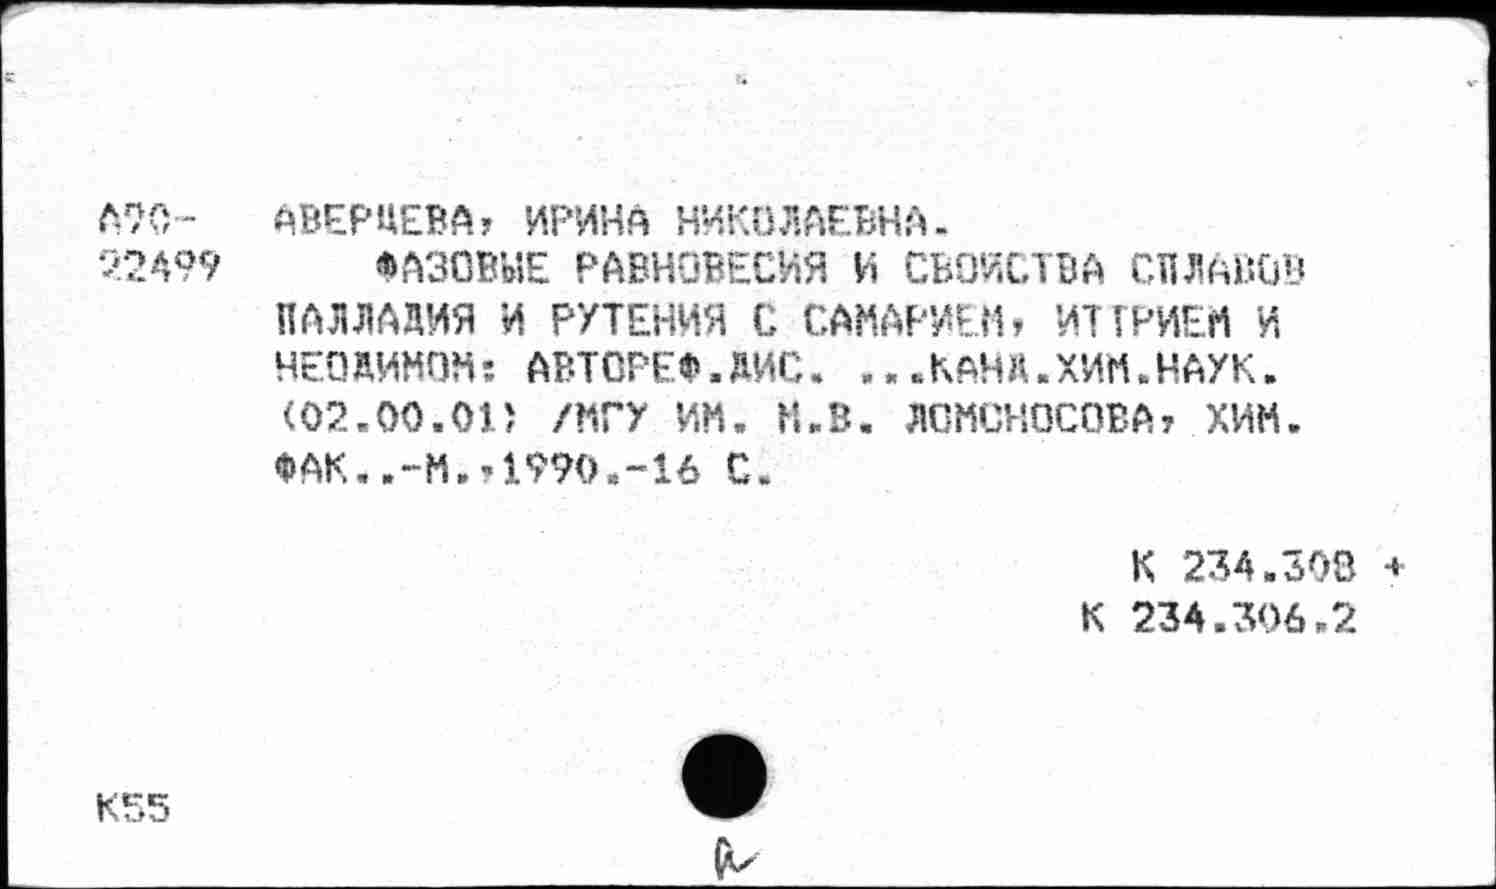 А90- АВЕРЦЕВА, ИРИНА НИКОЛАЕВНА.
22499 ФАЗОВЫЕ РАВНОВЕСИЯ И СВОЙСТВА СПЛАВОВ
ПАЛЛАДИЯ И РУТЕНИЯ С САМАРИЕМ, ИТТРИЕМ И
НЕОДИМОМ: АВТОРЕФ.ДИС. ...КАНД.ХИМ.НАУК.
(02.00.01) /МГУ ИМ. М.В. ЛОМОНОСОВА, ХИМ.
ФАК..-М.,1990.-16 С.
К 234.308 +
К 234.306.2
К55